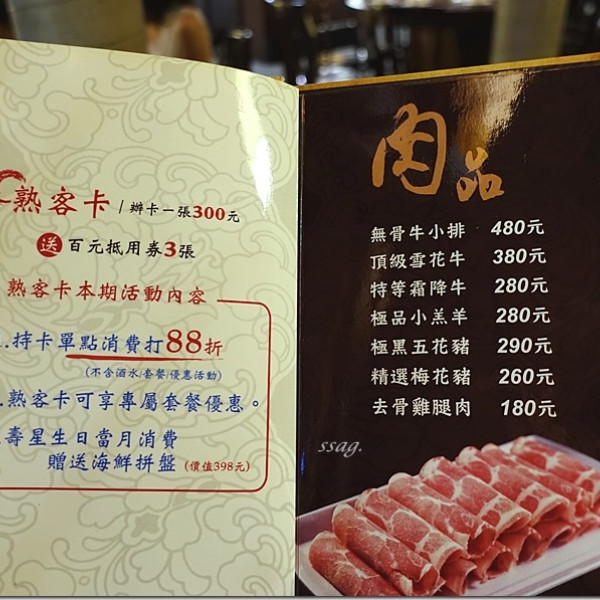 熟客卡 / 辦卡一張300元
送 百元抵用券3張
熟客卡本期活動內容
.持卡單點消費打88折
(不含酒水/套餐/優惠活動)
.熟客卡可享專屬套餐優惠。
壽星生日當月消費
贈送海鮮拼盤 (價值398元)
肉品
無骨牛小排 480元
頂級雪花牛 380元
特等霜降牛 280元
極品小羔羊 280元
極黑五花豬 290元
精選梅花豬 260元
去骨雞腿肉 180元
ssag.